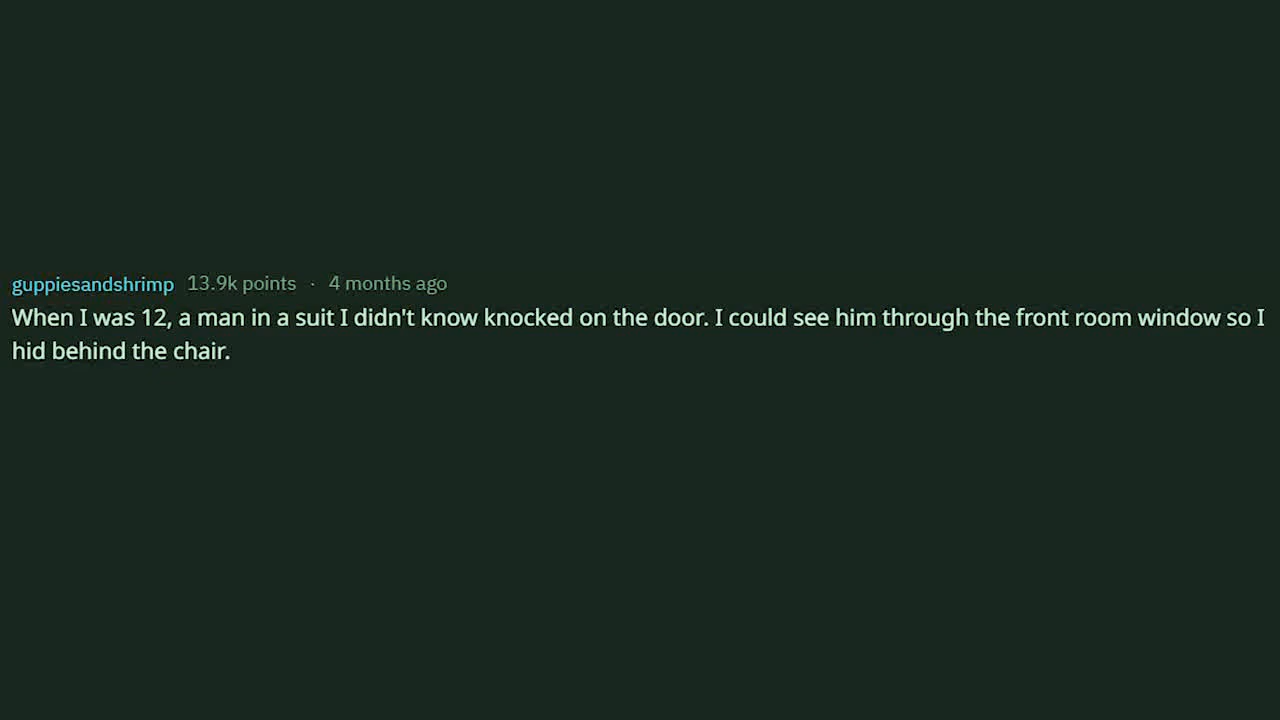 guppiesandshrimp 13.9k points · 4 months ago
When I was 12, a man in a suit I didn't know knocked on the door. I could see him through the front room window so I
hid behind the chair.